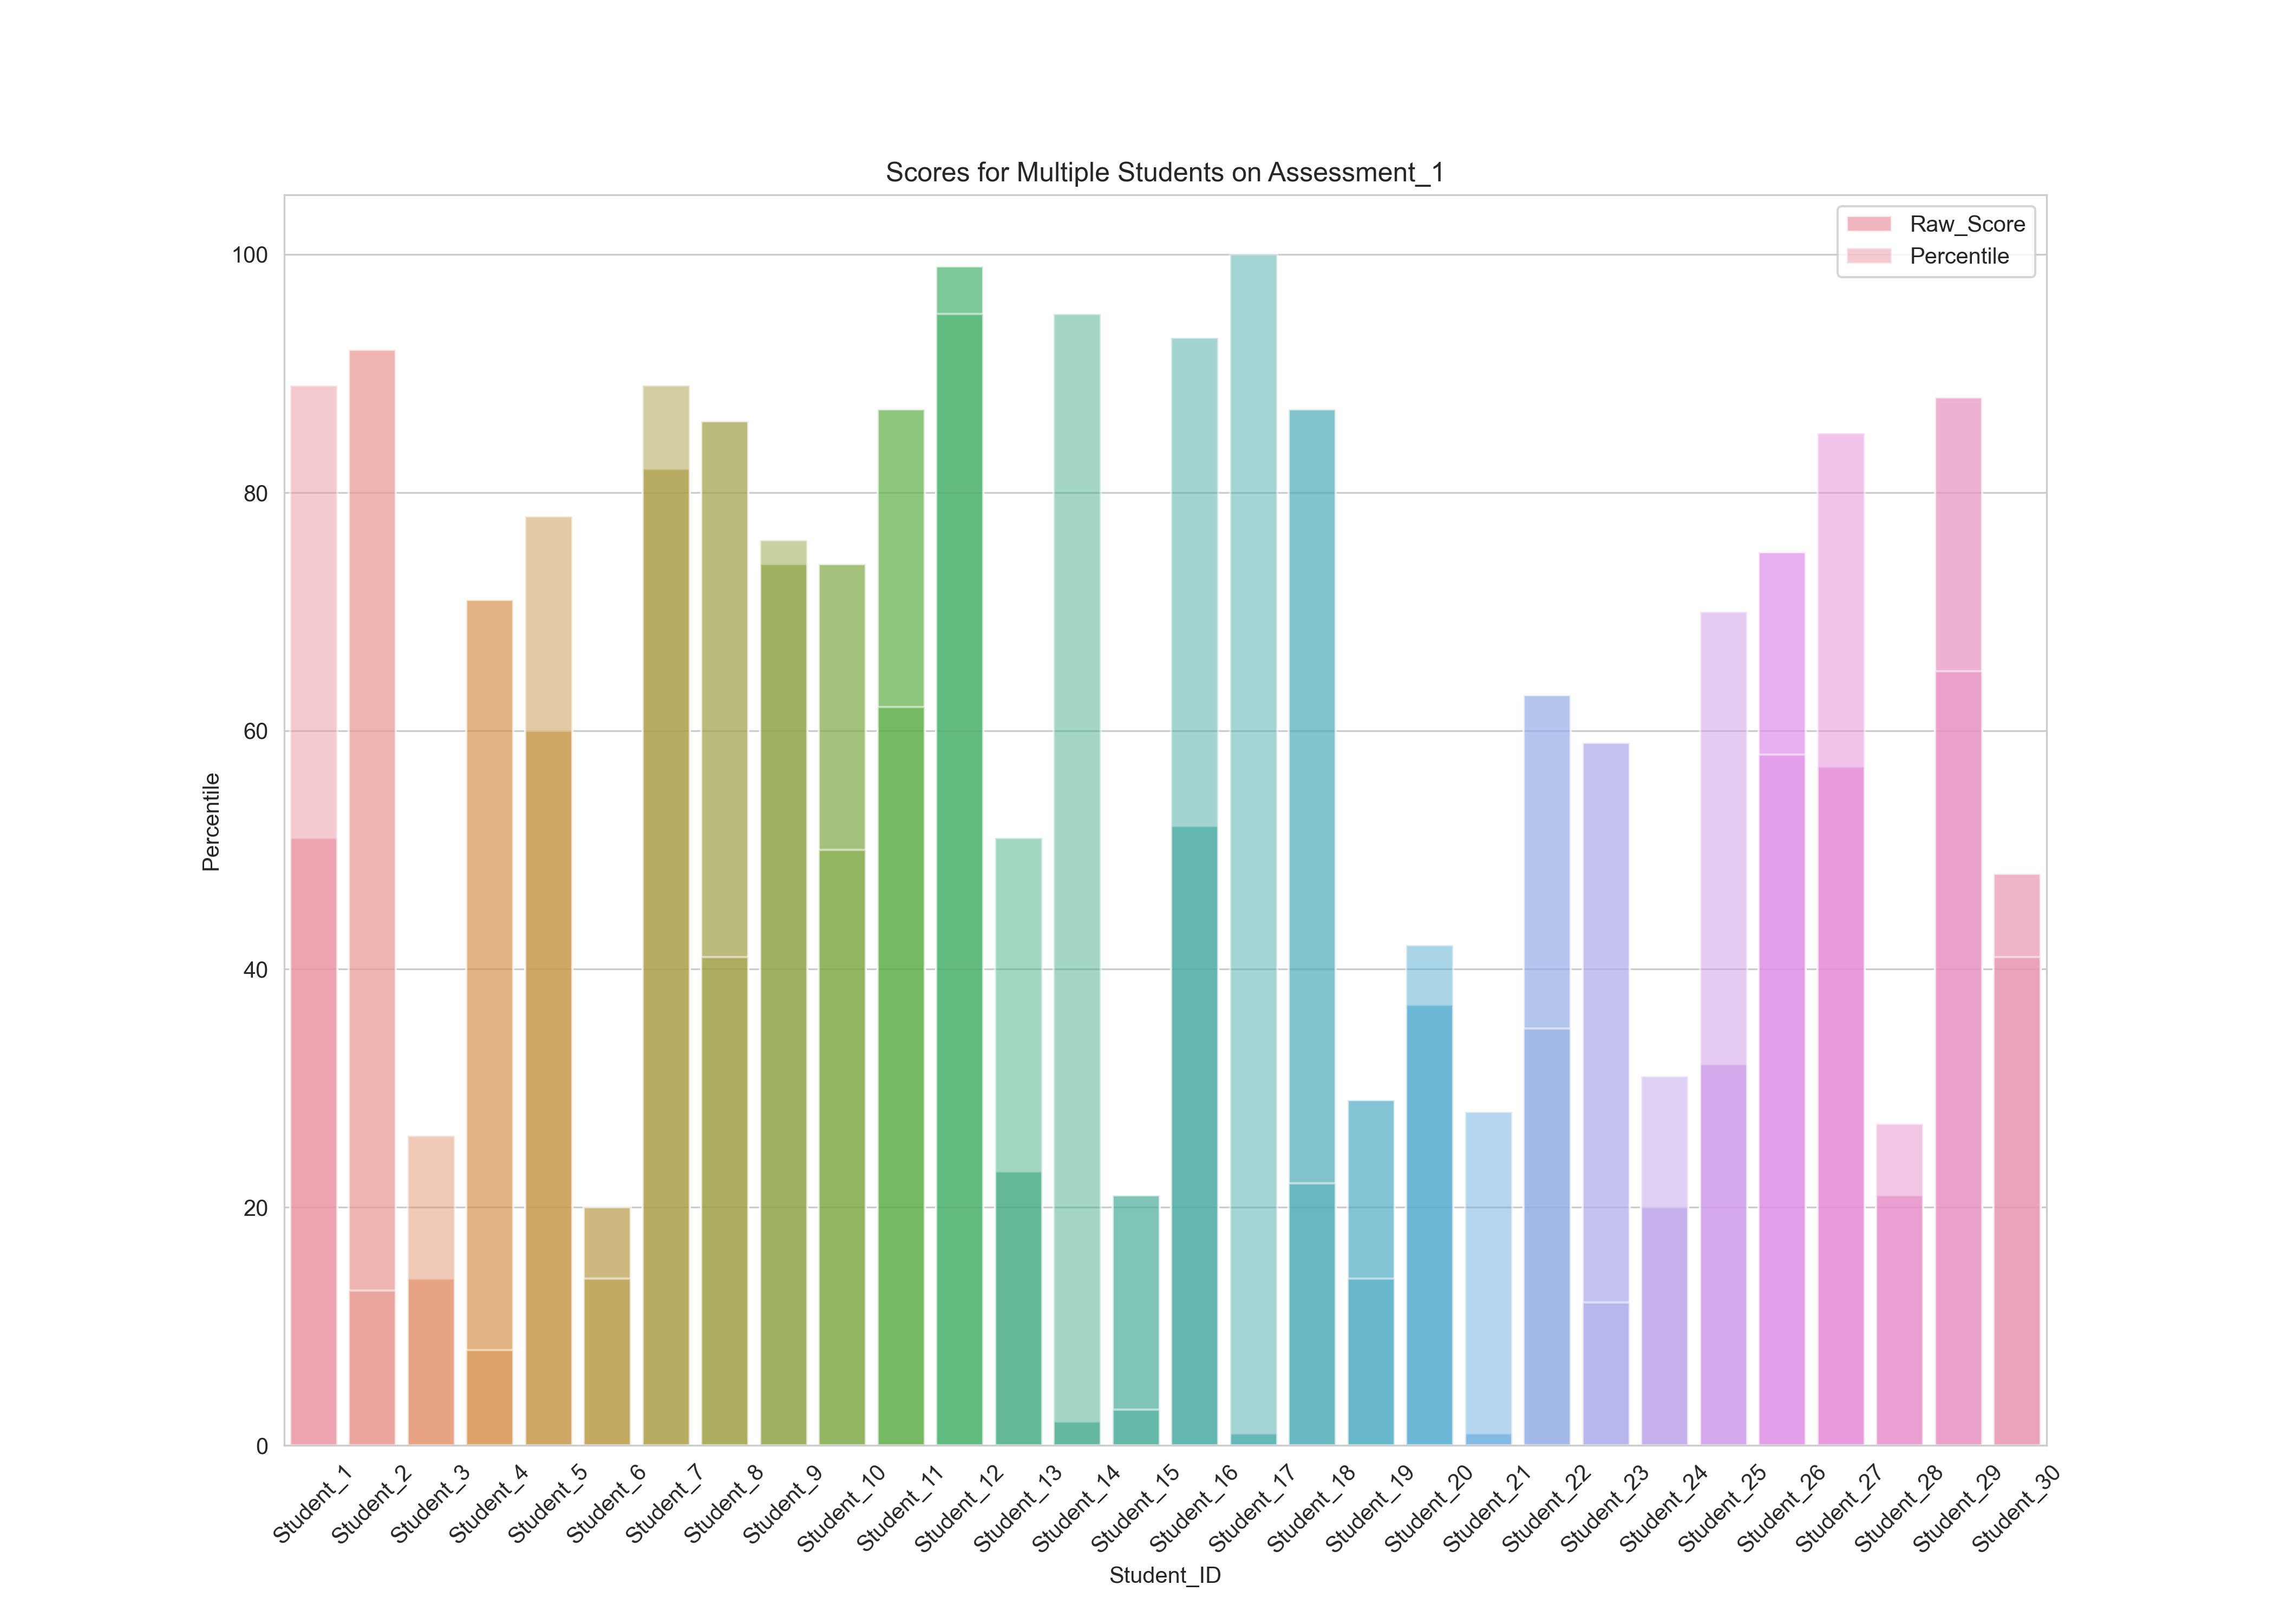 Scores for Multiple Students on Assessment_1
Raw_Score
Percentile
100
80
60
40
20
0
Percentile
Student_1
Student_2
Student_3
Student_4
Student_5
Student_6
Student_7
Student_8
Student_9
Student_10
Student_11
Student_12
Student_13
Student_14
Student_15
Student_16
Student_17
Student_18
Student_19
Student_20
Student_21
Student_22
Student_23
Student_24
Student_25
Student_26
Student_27
Student_28
Student_29
Student_30
Student_ID